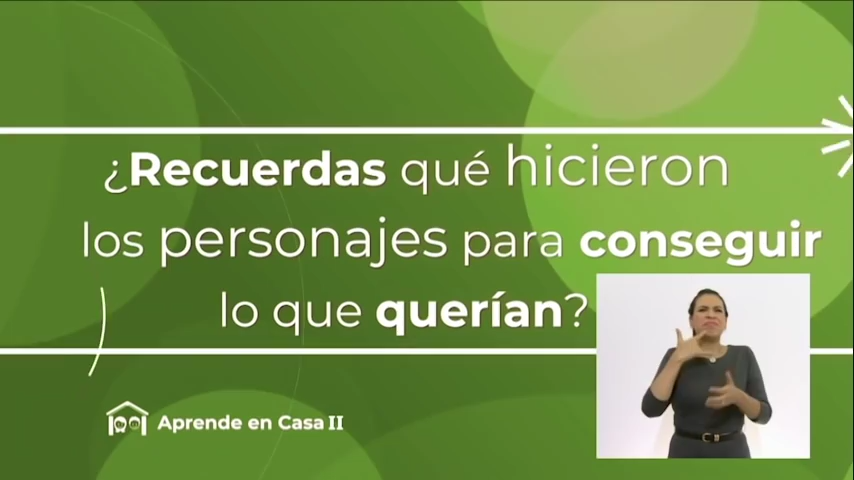 ¿Recuerdas qué hicieron
los personajes para conseguir
lo que querían?
Aprende en Casa II